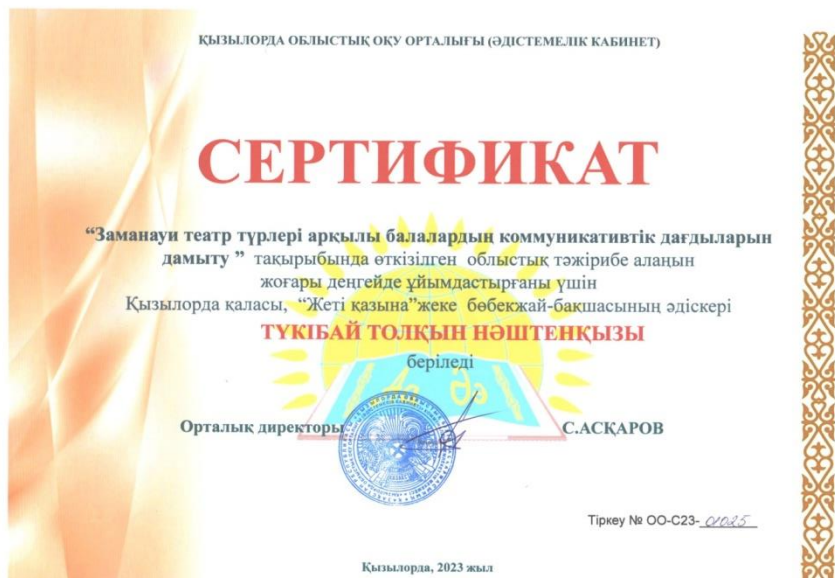 ҚЫЗЫЛОРДА ОБЛЫСТЫҚ ОҚУ ОРТАЛЫҒЫ (ӘДІСТЕМЕЛІК КАБИНЕТ)
СЕРТИФИКАТ
“Заманауи театр түрлері арқылы балалардың коммуникативтік дағдыларын
дамыту ” тақырыбында өткізілген облыстық тәжірибе алаңын
жоғары деңгейде ұйымдастырғаны үшін
Қызылорда қаласы, “Жеті қазына”жеке бөбекжай-бақшасының әдіскері
ТҮКІБАЙ ТОЛҚЫН НӘШТЕНҚЫЗЫ
беріледі
Орталық директоры С.АСҚАРОВ
Тіркеу № ОО-С23- 01025
Қызылорда, 2023 жыл